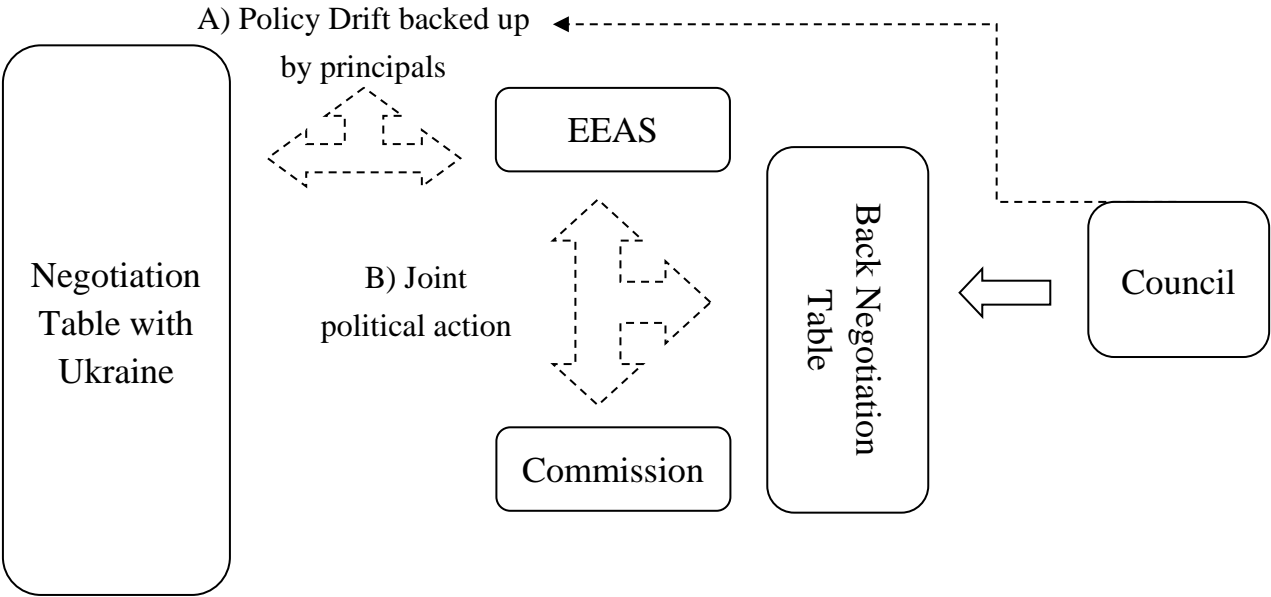 A) Policy Drift backed up
by principals
EEAS
Negotiation
Table with
Ukraine
B) Joint
political action
Back Negotiation
Table
Council
Commission